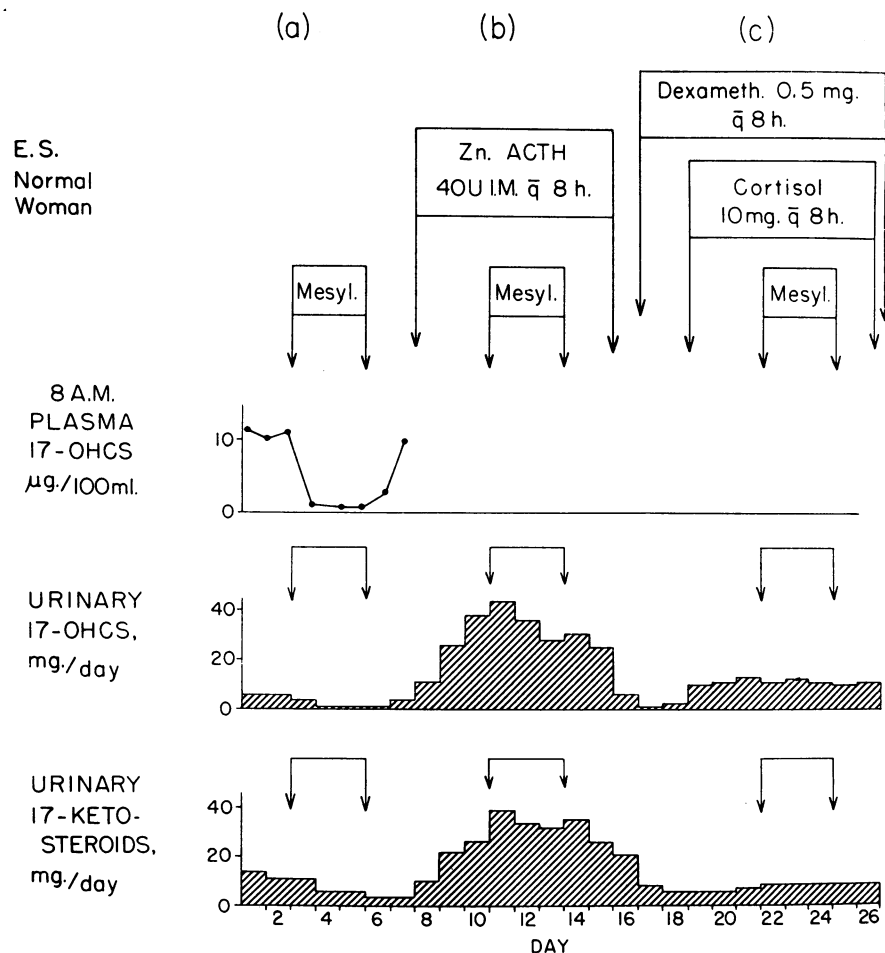 (a) (b) (c)
E.S.
Normal
Woman
Dexameth. 0.5 mg.
q̄ 8 h.
Zn. ACTH
40U I.M. q̄ 8 h.
Cortisol
10mg. q̄ 8 h.
Mesyl. Mesyl. Mesyl.
8 A.M.
PLASMA
17-OHCS
μg./100ml.
10
0
URINARY
17-OHCS,
mg./day
40
20
0
URINARY
17-KETO-
STEROIDS,
mg./day
40
20
0
2 4 6 8 10 12 14 16 18 20 22 24 26
DAY